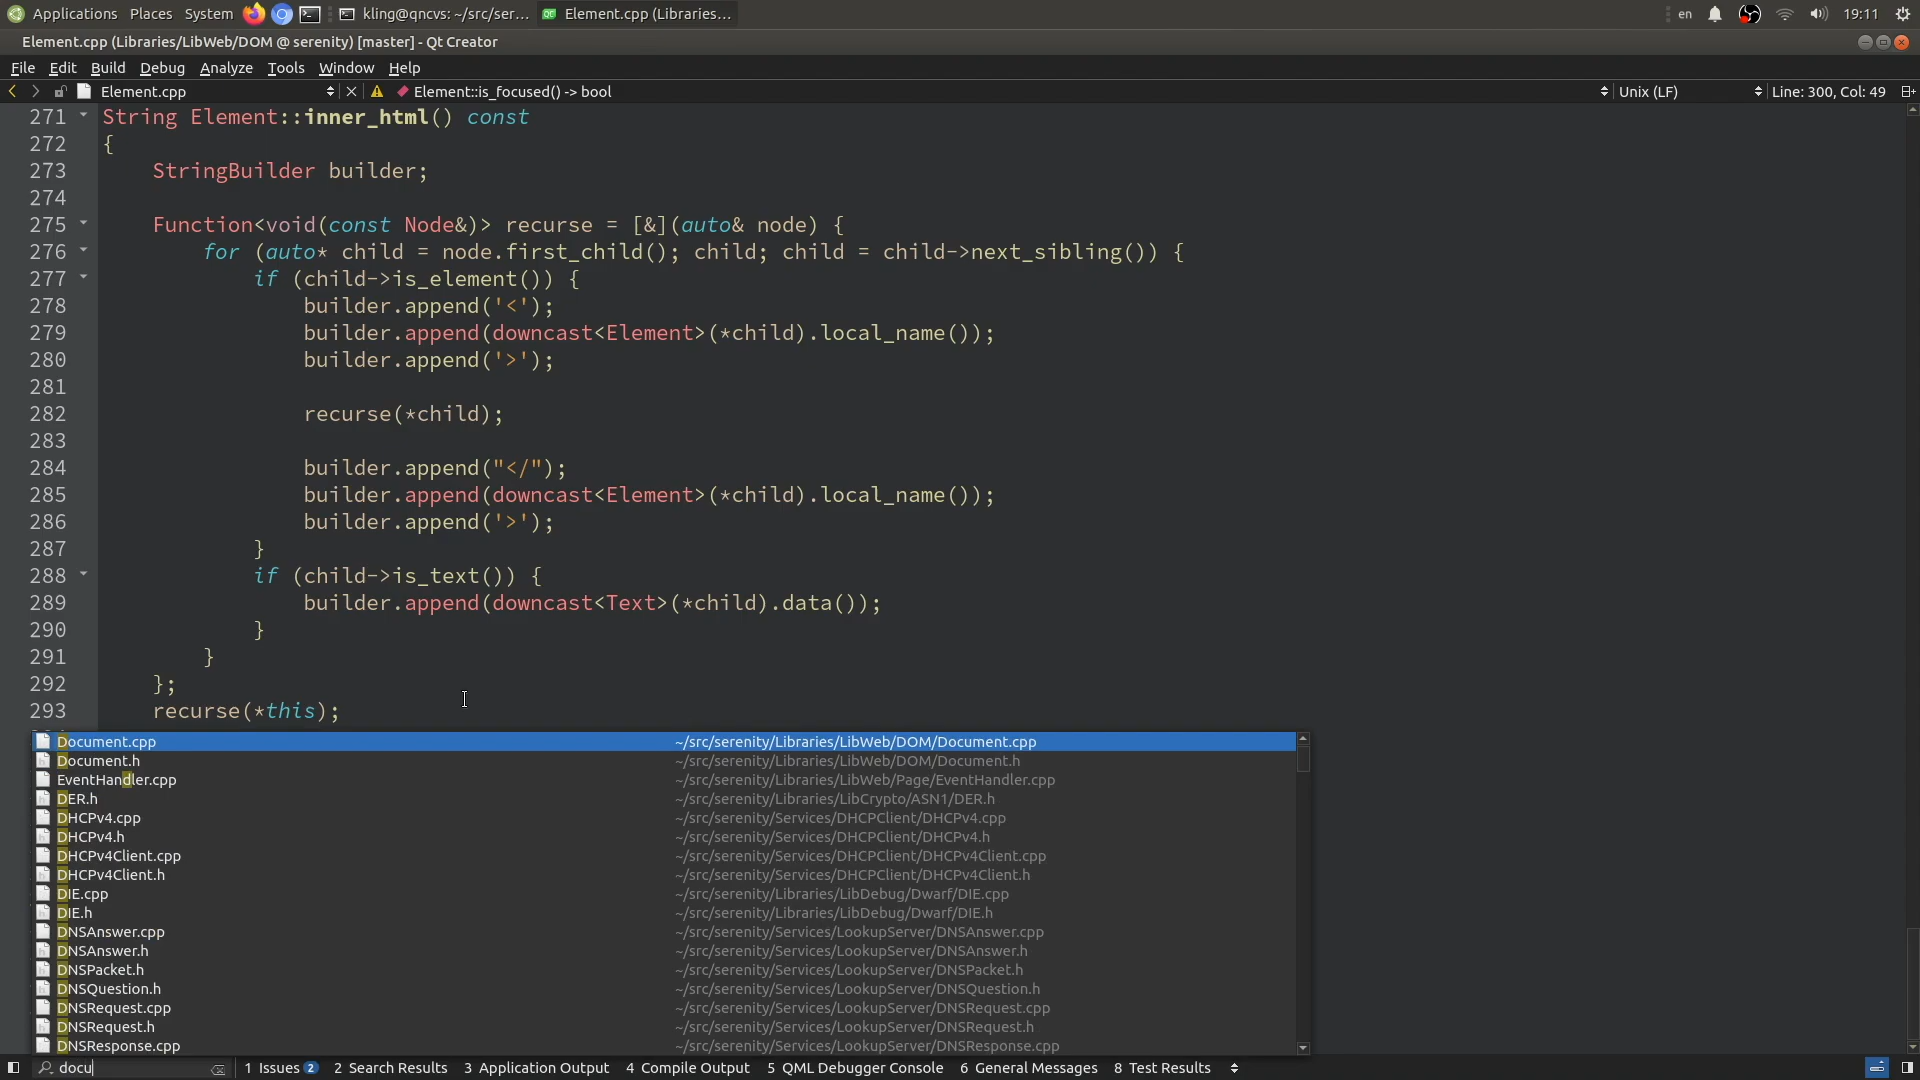 Applications Places System kling@qncvs: ~/src/ser... Element.cpp (Libraries... en 19:11
Element.cpp (Libraries/LibWeb/DOM @ serenity) [master] - Qt Creator
File Edit Build Debug Analyze Tools Window Help
Element.cpp Element::is_focused() -> bool Unix (LF) Line: 300, Col: 49
271 String Element::inner_html() const
272 {
273 StringBuilder builder;
274
275 Function<void(const Node&)> recurse = [&](auto& node) {
276 for (auto* child = node.first_child(); child; child = child->next_sibling()) {
277 if (child->is_element()) {
278 builder.append('<');
279 builder.append(downcast<Element>(*child).local_name());
280 builder.append('>');
281
282 recurse(*child);
283
284 builder.append("</");
285 builder.append(downcast<Element>(*child).local_name());
286 builder.append('>');
287 }
288 if (child->is_text()) {
289 builder.append(downcast<Text>(*child).data());
290 }
291 }
292 };
293 recurse(*this);
Document.cpp ~/src/serenity/Libraries/LibWeb/DOM/Document.cpp
Document.h ~/src/serenity/Libraries/LibWeb/DOM/Document.h
EventHandler.cpp ~/src/serenity/Libraries/LibWeb/Page/EventHandler.cpp
DER.h ~/src/serenity/Libraries/LibCrypto/ASN1/DER.h
DHCPv4.cpp ~/src/serenity/Services/DHCPClient/DHCPv4.cpp
DHCPv4.h ~/src/serenity/Services/DHCPClient/DHCPv4.h
DHCPv4Client.cpp ~/src/serenity/Services/DHCPClient/DHCPv4Client.cpp
DHCPv4Client.h ~/src/serenity/Services/DHCPClient/DHCPv4Client.h
DIE.cpp ~/src/serenity/Libraries/LibDebug/Dwarf/DIE.cpp
DIE.h ~/src/serenity/Libraries/LibDebug/Dwarf/DIE.h
DNSAnswer.cpp ~/src/serenity/Services/LookupServer/DNSAnswer.cpp
DNSAnswer.h ~/src/serenity/Services/LookupServer/DNSAnswer.h
DNSPacket.h ~/src/serenity/Services/LookupServer/DNSPacket.h
DNSQuestion.h ~/src/serenity/Services/LookupServer/DNSQuestion.h
DNSRequest.cpp ~/src/serenity/Services/LookupServer/DNSRequest.cpp
DNSRequest.h ~/src/serenity/Services/LookupServer/DNSRequest.h
DNSResponse.cpp ~/src/serenity/Services/LookupServer/DNSResponse.cpp
docu 1 Issues 2 2 Search Results 3 Application Output 4 Compile Output 5 QML Debugger Console 6 General Messages 8 Test Results